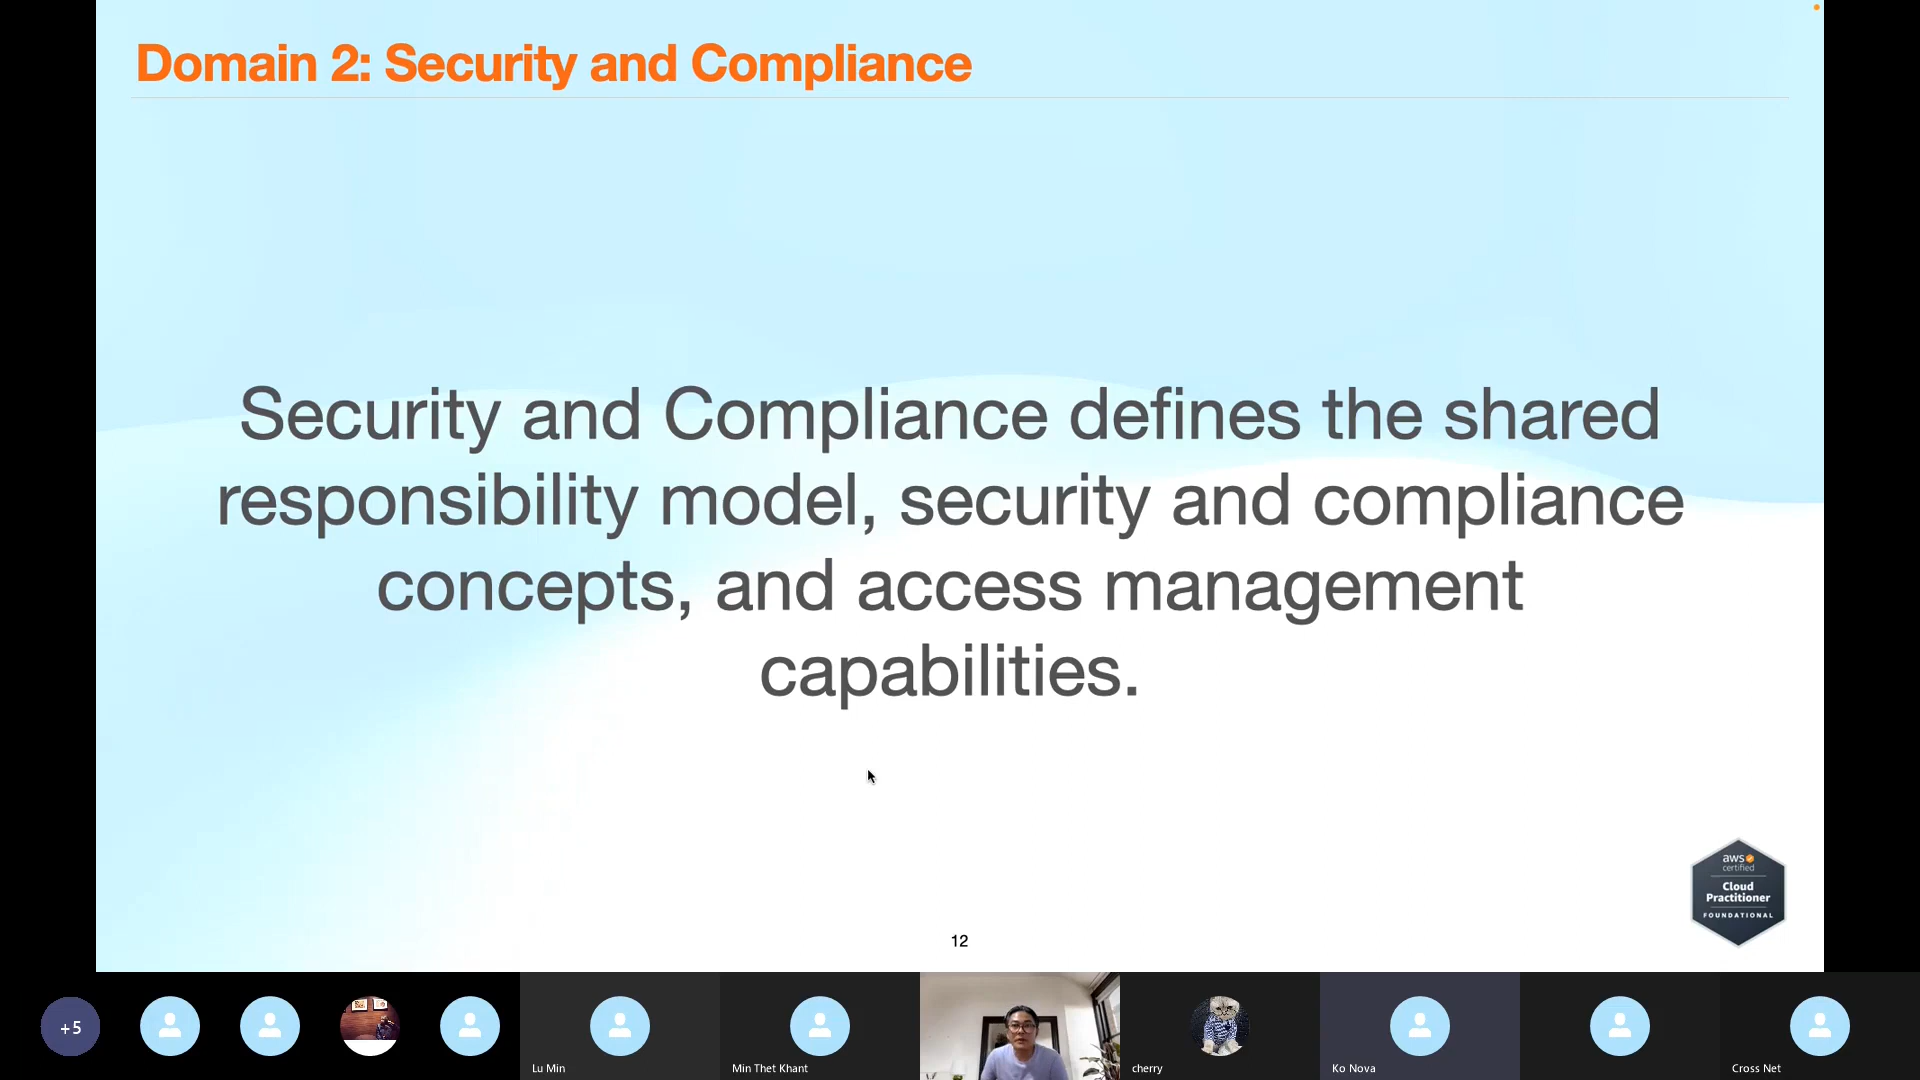 Domain 2: Security and Compliance
Security and Compliance defines the shared
responsibility model, security and compliance
concepts, and access management
capabilities.
aws
certified
Cloud
Practitioner
FOUNDATIONAL
12
+5
Lu Min
Min Thet Khant
cherry
Ko Nova
Cross Net